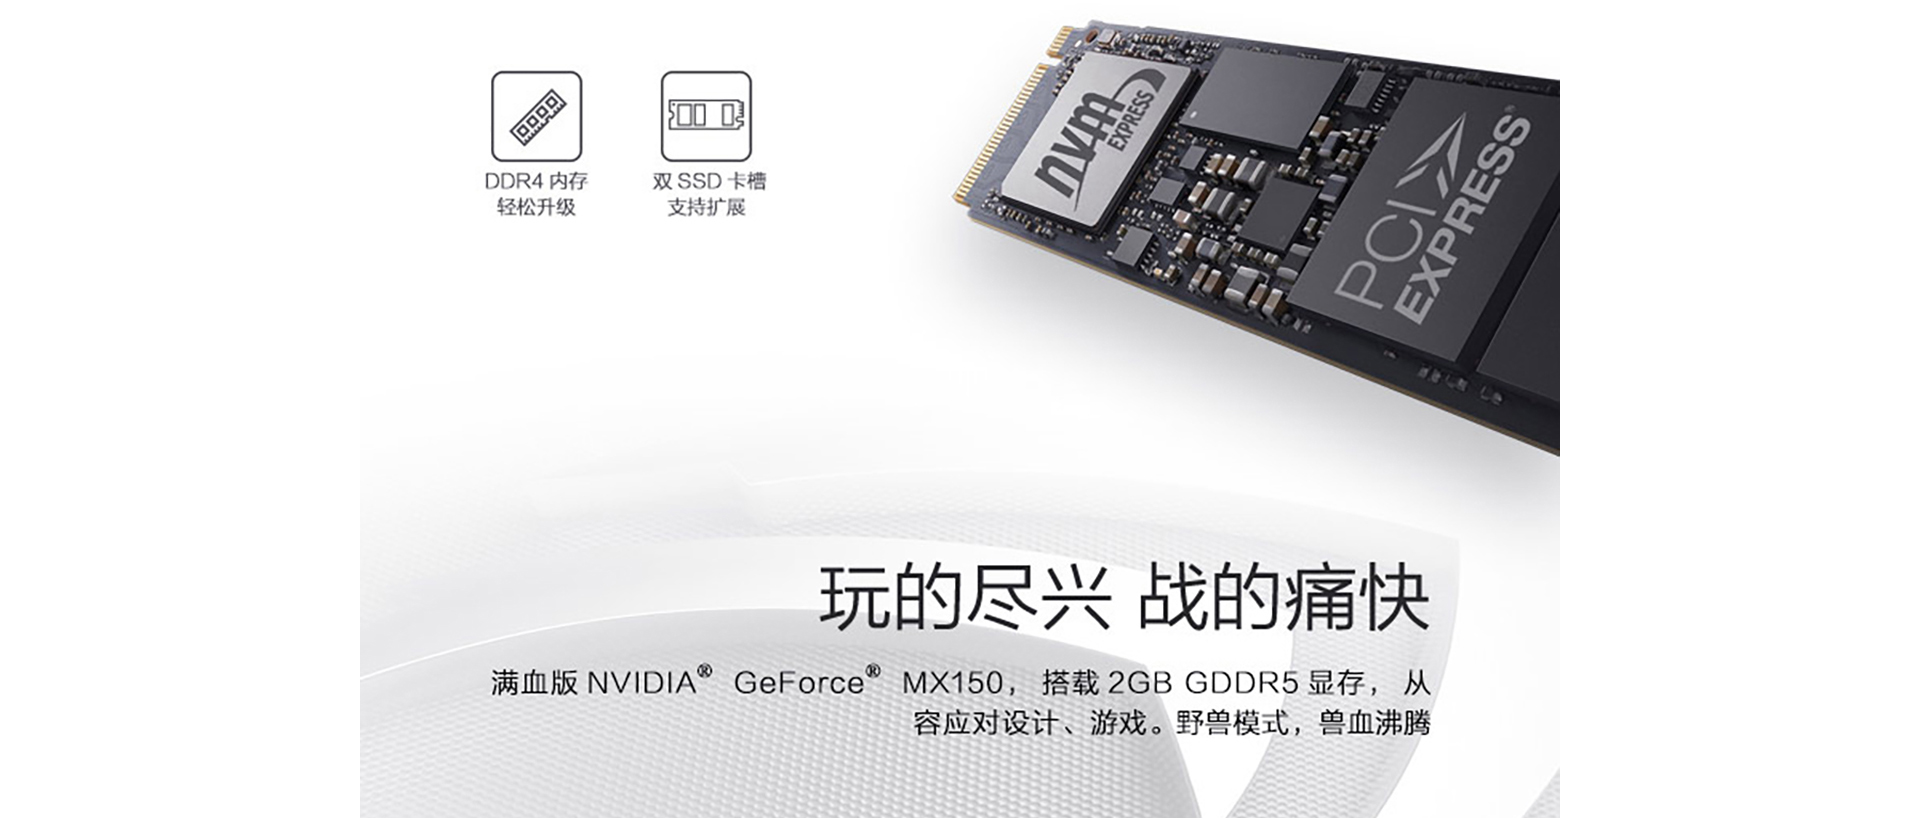 DDR4 内存
轻松升级
双 SSD 卡槽
支持扩展
nvm
EXPRESS
PCI
EXPRESS®
玩的尽兴 战的痛快
满血版 NVIDIA® GeForce® MX150， 搭载 2GB GDDR5 显存， 从
容应对设计、游戏。野兽模式，兽血沸腾